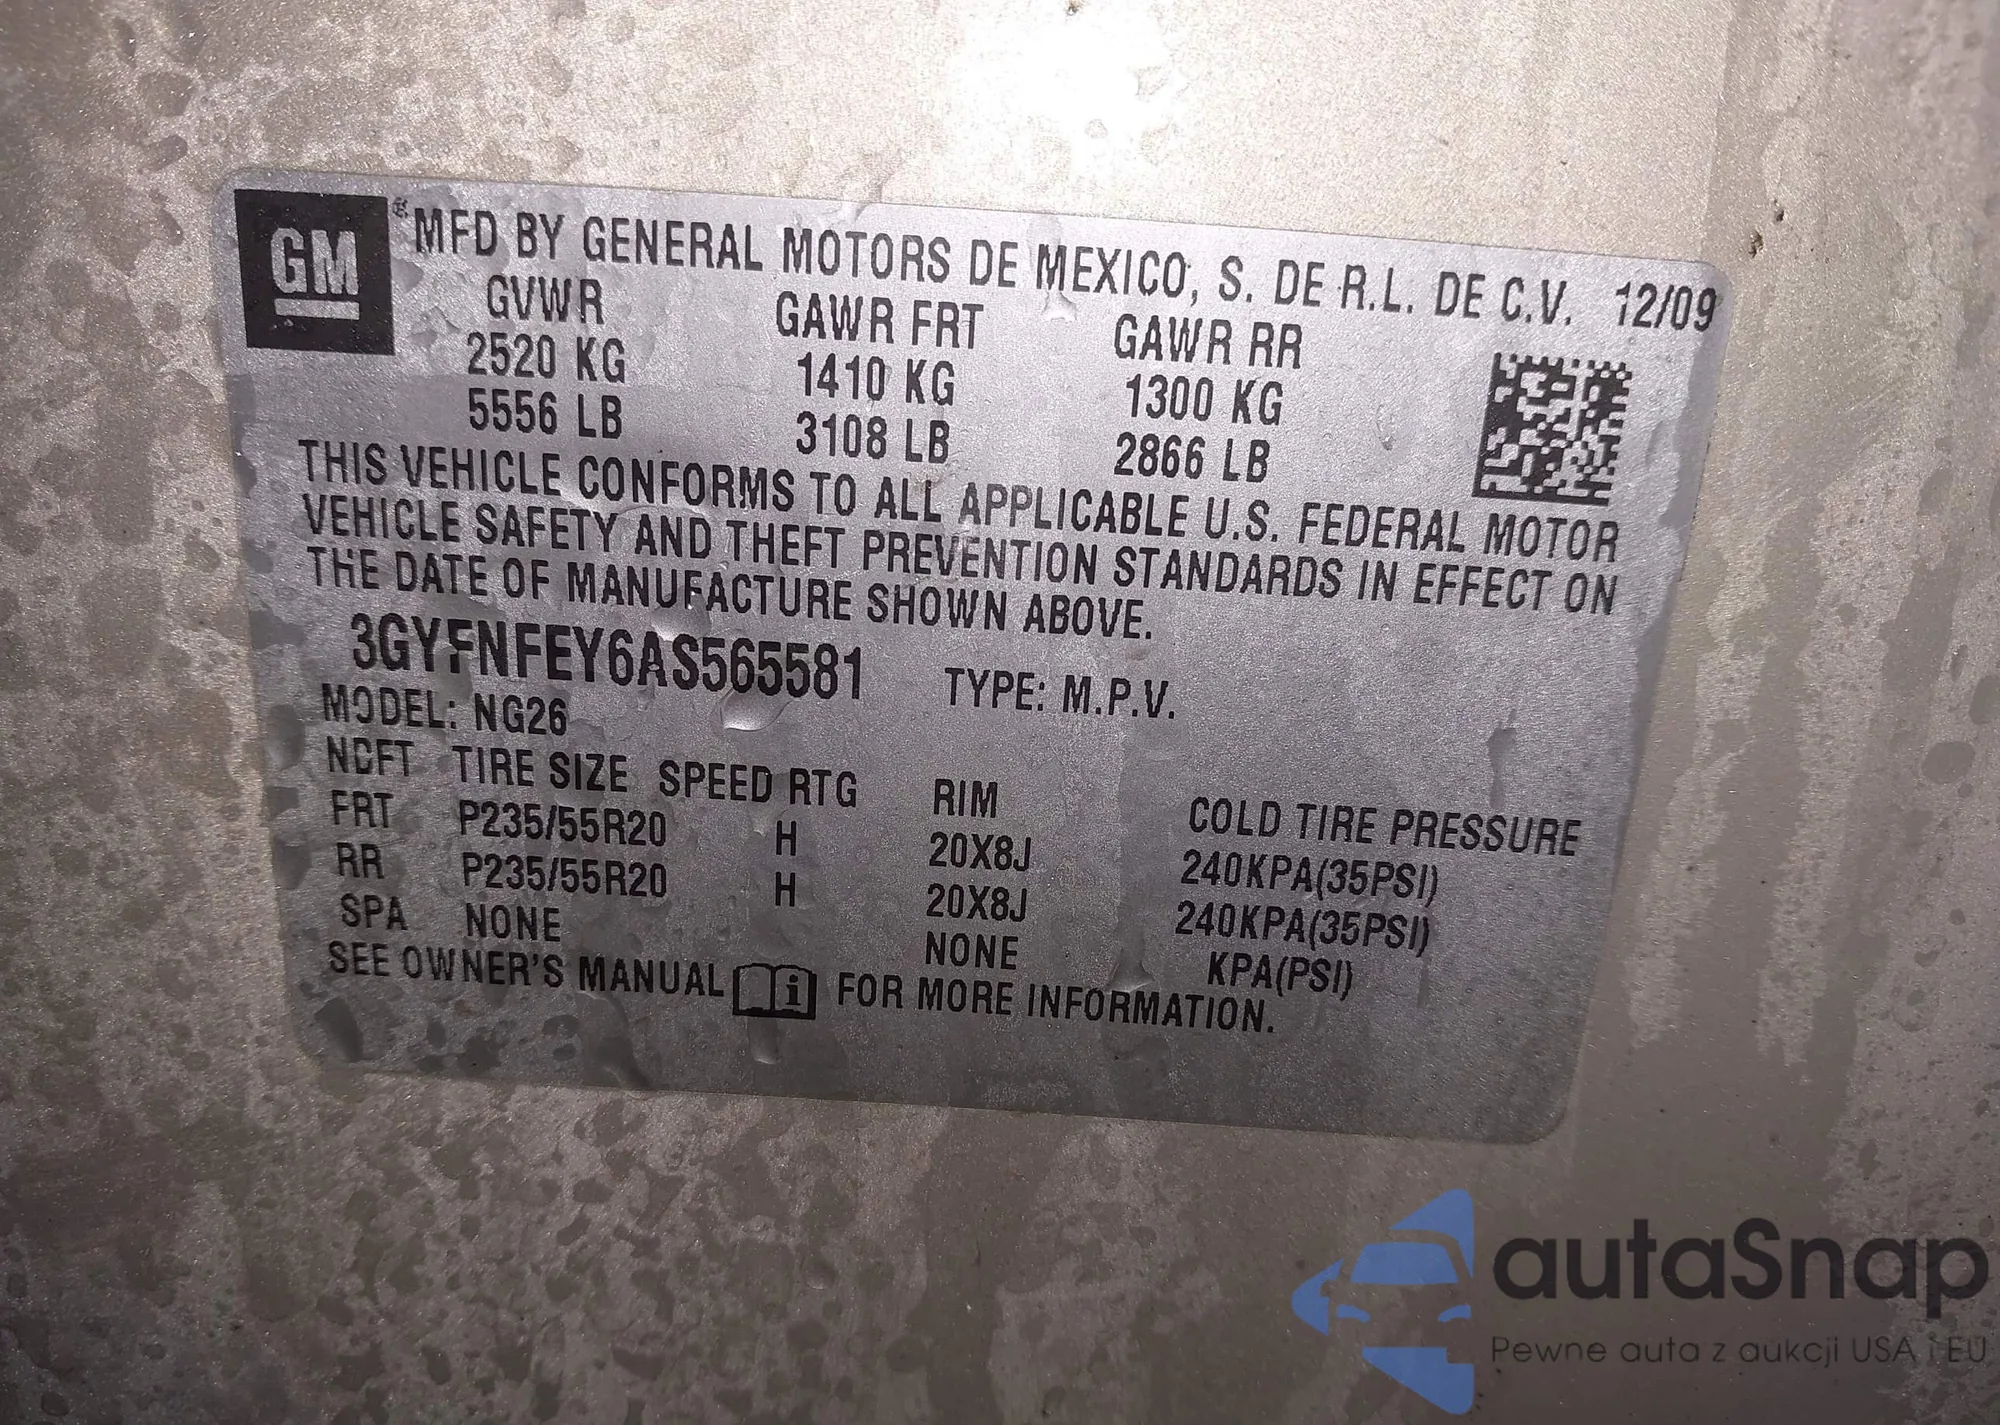 GM
MFD BY GENERAL MOTORS DE MEXICO, S. DE R.L. DE C.V. 12/09
GVWR GAWR FRT GAWR RR
2520 KG 1410 KG 1300 KG
5556 LB 3108 LB 2866 LB
THIS VEHICLE CONFORMS TO ALL APPLICABLE U.S. FEDERAL MOTOR
VEHICLE SAFETY AND THEFT PREVENTION STANDARDS IN EFFECT ON
THE DATE OF MANUFACTURE SHOWN ABOVE.
3GYFNFEY6AS565581 TYPE: M.P.V.
MODEL: NG26
TIRE SIZE SPEED RTG RIM COLD TIRE PRESSURE
FRT P235/55R20 H 20X8J 240KPA(35PSI)
RR P235/55R20 H 20X8J 240KPA(35PSI)
SPA NONE NONE KPA(PSI)
SEE OWNER'S MANUAL i FOR MORE INFORMATION.
autaSnap
Pewne auta z aukcji USA i EU